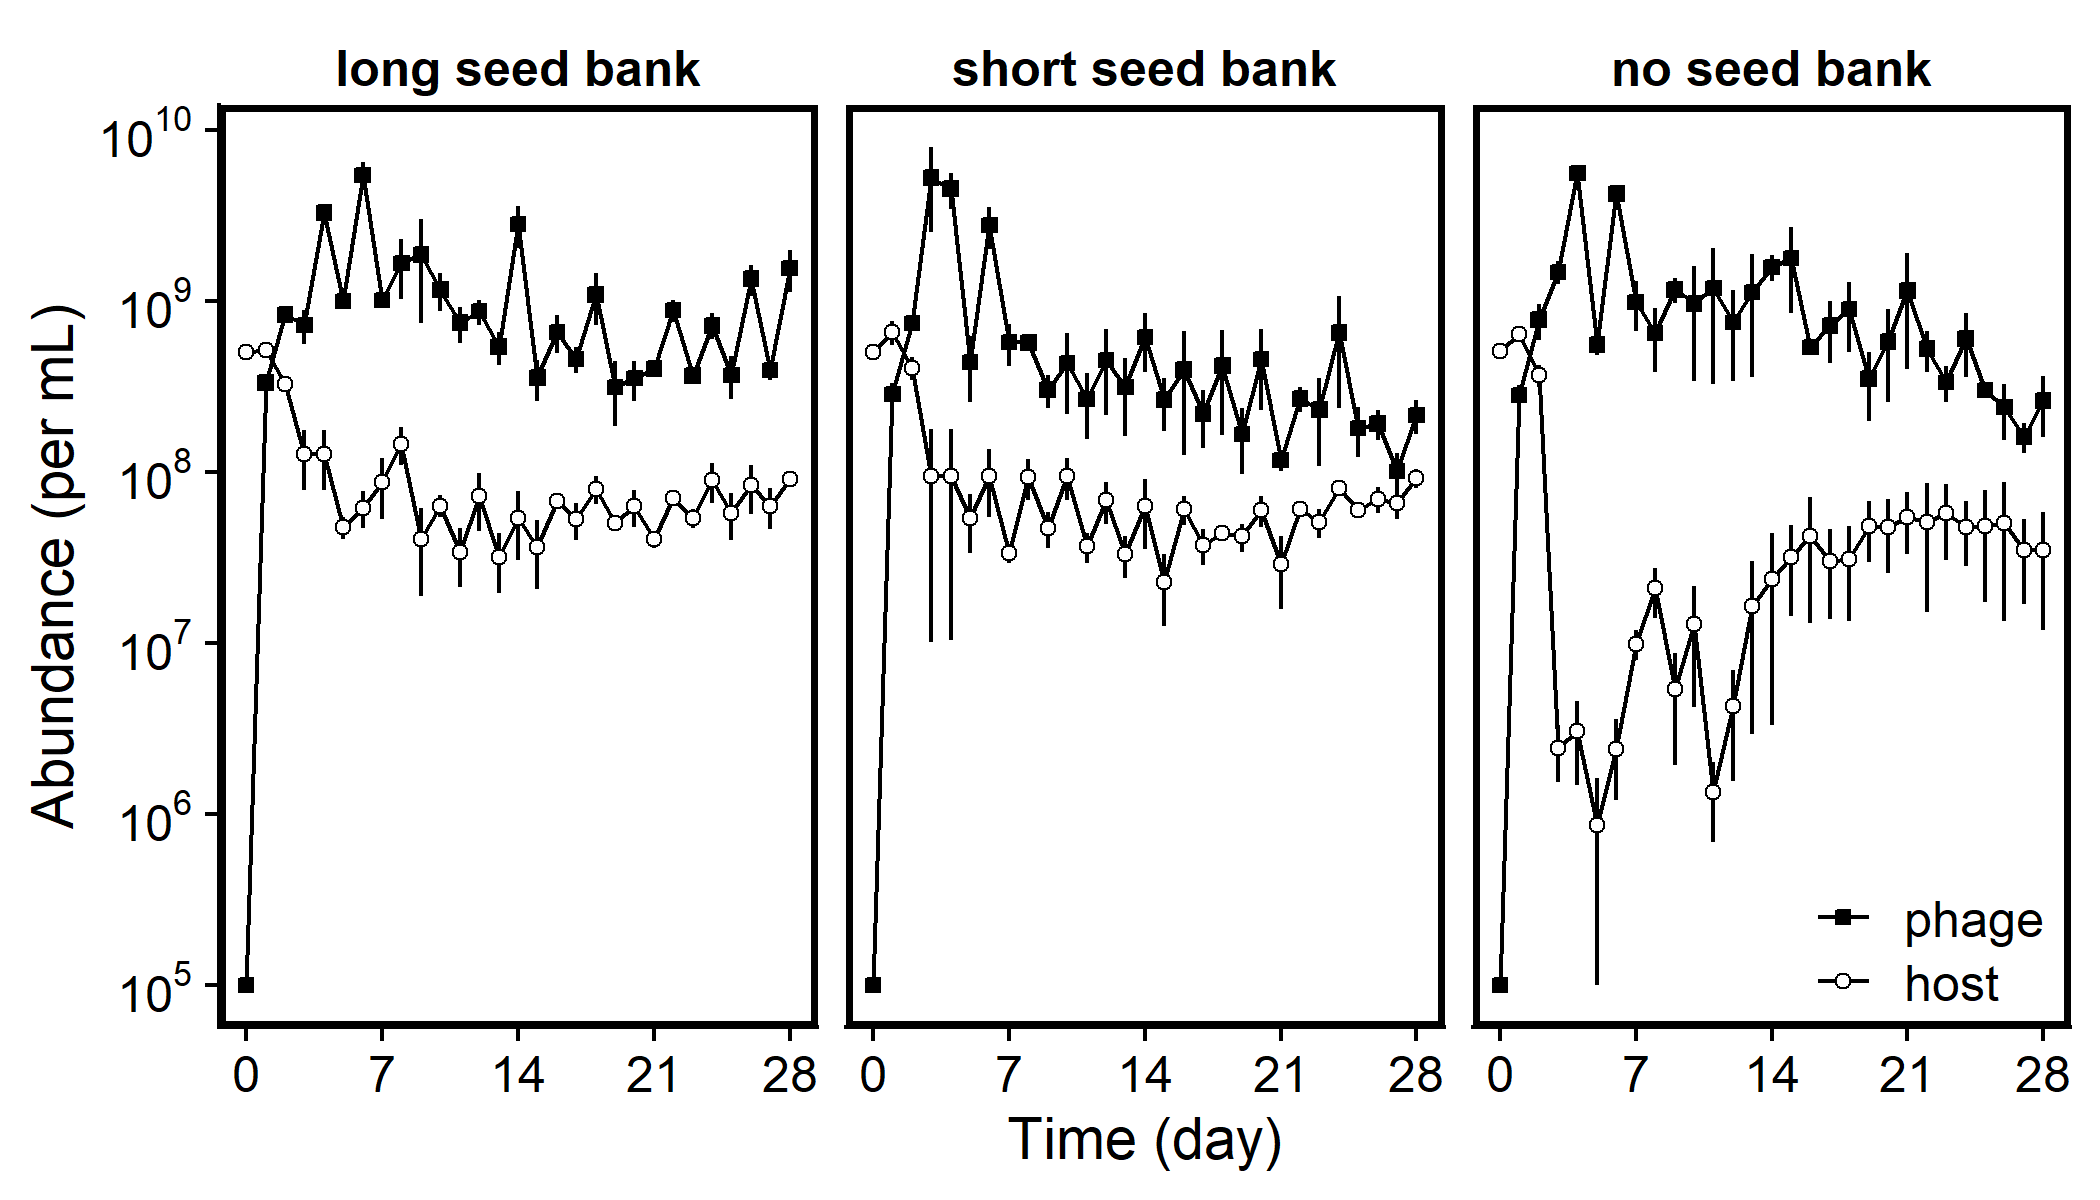 long seed bank
short seed bank
no seed bank
Abundance (per mL)
10^10
10^9
10^8
10^7
10^6
10^5
phage
host
0 7 14 21 28
0 7 14 21 28
0 7 14 21 28
Time (day)